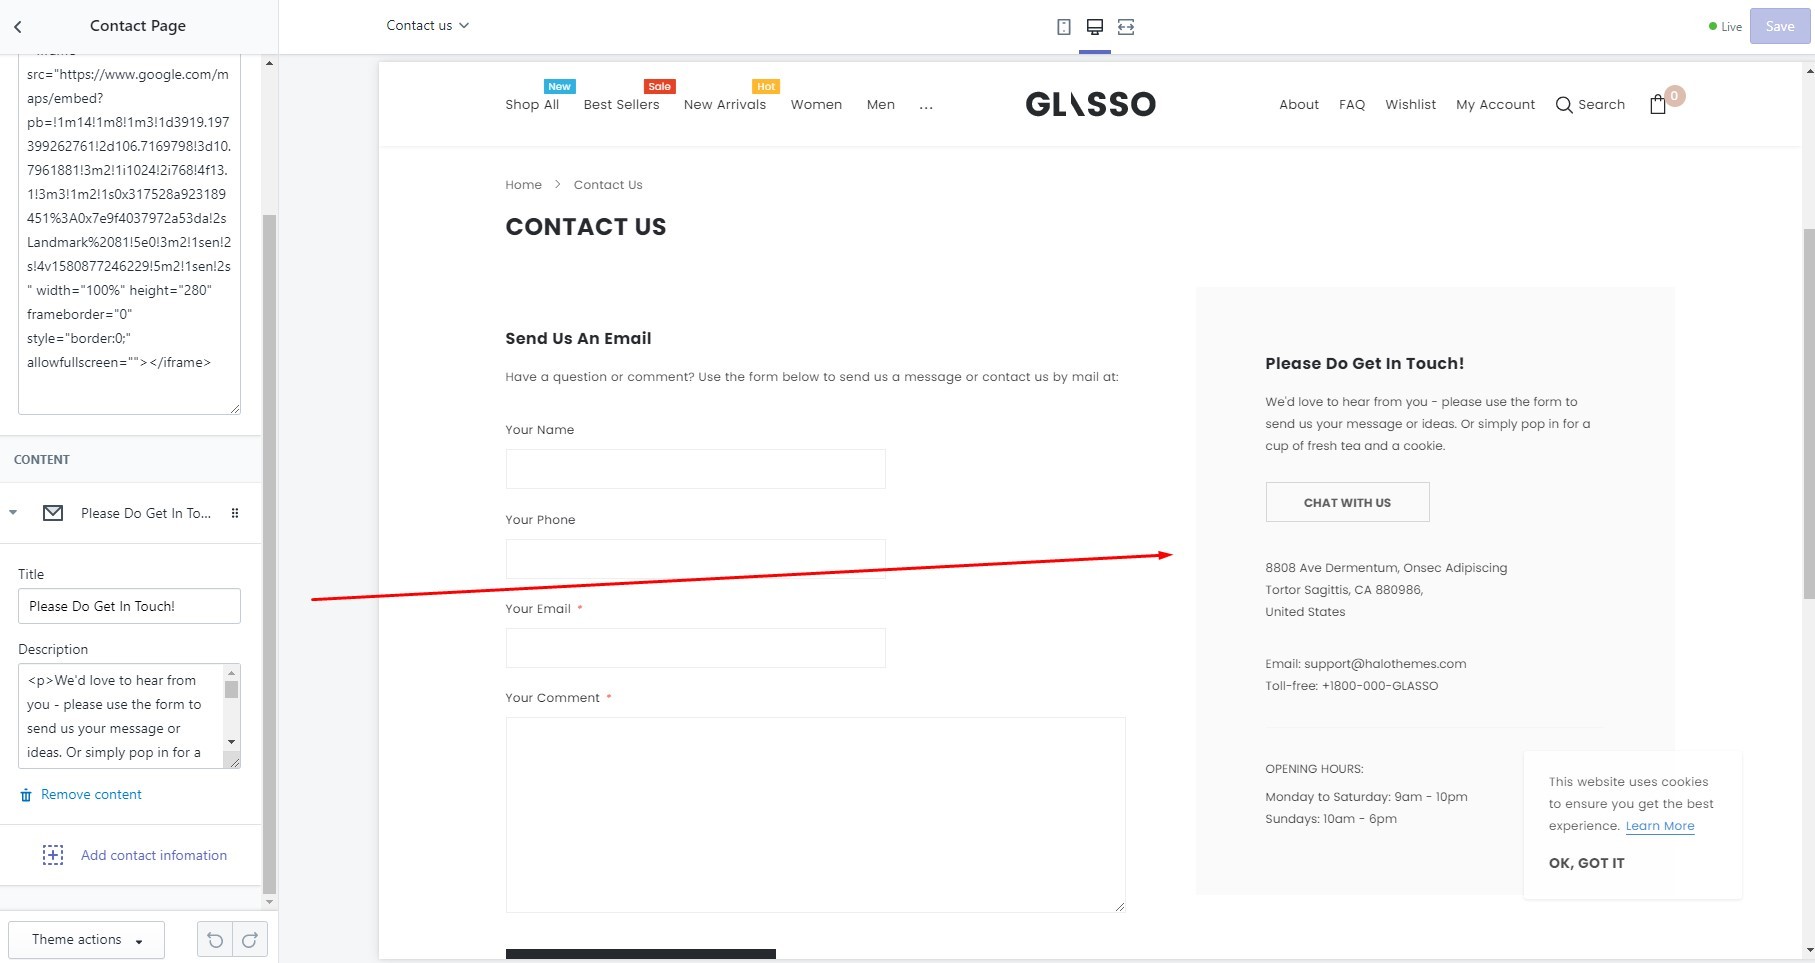 Contact Page
Contact us
Live
Save
src="https://www.google.com/m
aps/embed?
pb=!1m14!1m8!1m3!1d3919.197
399262761!2d106.7169798!3d10.
7961881!3m2!1i1024!2i768!4f13.
1!3m3!1m2!1s0x317528a923189
451%3A0x7e9f4037972a53da!2s
Landmark%2081!5e0!3m2!1sen!2
s!4v1580877246229!5m2!1sen!2s
" width="100%" height="280"
frameborder="0"
style="border:0;"
allowfullscreen=""></iframe>
CONTENT
Please Do Get In To...
Title
Please Do Get In Touch!
Description
<p>We'd love to hear from
you - please use the form to
send us your message or
ideas. Or simply pop in for a
Remove content
Add contact infomation
Theme actions
New
Sale
Hot
Shop All
Best Sellers
New Arrivals
Women
Men
...
GLASSO
About
FAQ
Wishlist
My Account
Search
0
Home
Contact Us
CONTACT US
Send Us An Email
Have a question or comment? Use the form below to send us a message or contact us by mail at:
Your Name
Your Phone
Your Email *
Your Comment *
Please Do Get In Touch!
We'd love to hear from you - please use the form to
send us your message or ideas. Or simply pop in for a
cup of fresh tea and a cookie.
CHAT WITH US
8808 Ave Dermentum, Onsec Adipiscing
Tortor Sagittis, CA 880986,
United States
Email: support@halothemes.com
Toll-free: +1800-000-GLASSO
OPENING HOURS:
Monday to Saturday: 9am - 10pm
Sundays: 10am - 6pm
This website uses cookies
to ensure you get the best
experience. Learn More
OK, GOT IT